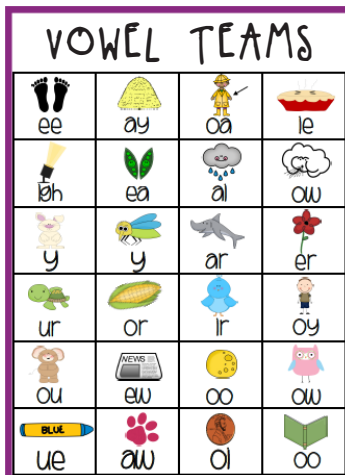 VOWEL TEAMS
ee ay oa ie
igh ea ai ow
y y ar er
ur or ir oy
NEWS
ou ew oo ow
BLUE
ue aw oi oo